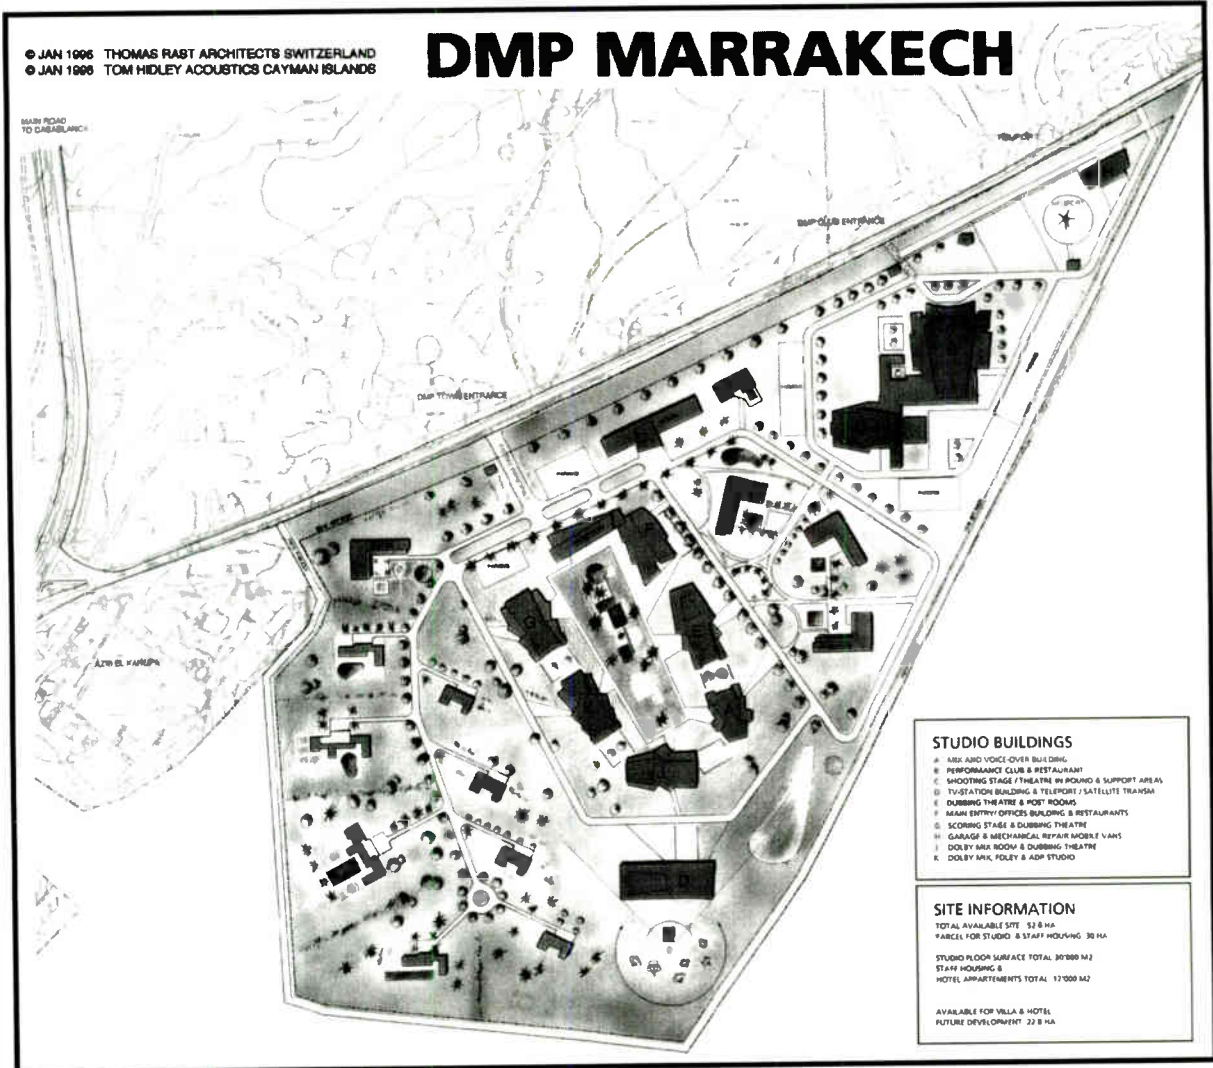 © JAN 1996 THOMAS RAST ARCHITECTS SWITZERLAND
© JAN 1996 TOM HIDLEY ACOUSTICS CAYMAN ISLANDS
DMP MARRAKECH
MAIN ROAD
TO CASABLANCA
DMP CLUB ENTRANCE
DMP TOWN ENTRANCE
PARKING
PARKING
STUDIO BUILDINGS
A MIX AND VOICE-OVER BUILDING
B PERFORMANCE CLUB & RESTAURANT
C SHOOTING STAGE / THEATRE IN ROUND & SUPPORT AREAS
D TV-STATION BUILDING & TELEPORT / SATELLITE TRANSM
E DUBBING THEATRE & POST ROOMS
F MAIN ENTRY/OFFICES BUILDING & RESTAURANTS
G SCORING STAGE & DUBBING THEATRE
H GARAGE & MECHANICAL REPAIR MOBILE VANS
J DOLBY MIX ROOM & DUBBING THEATRE
K DOLBY MIX, FOLEY & ADR STUDIO
SITE INFORMATION
TOTAL AVAILABLE SITE 52.8 HA
PARCEL FOR STUDIO & STAFF HOUSING 30 HA
STUDIO FLOOR SURFACE TOTAL 30'000 M2
STAFF HOUSING &
HOTEL APPARTEMENTS TOTAL 17'000 M2
AVAILABLE FOR VILLA & HOTEL
FUTURE DEVELOPMENT 22.8 HA